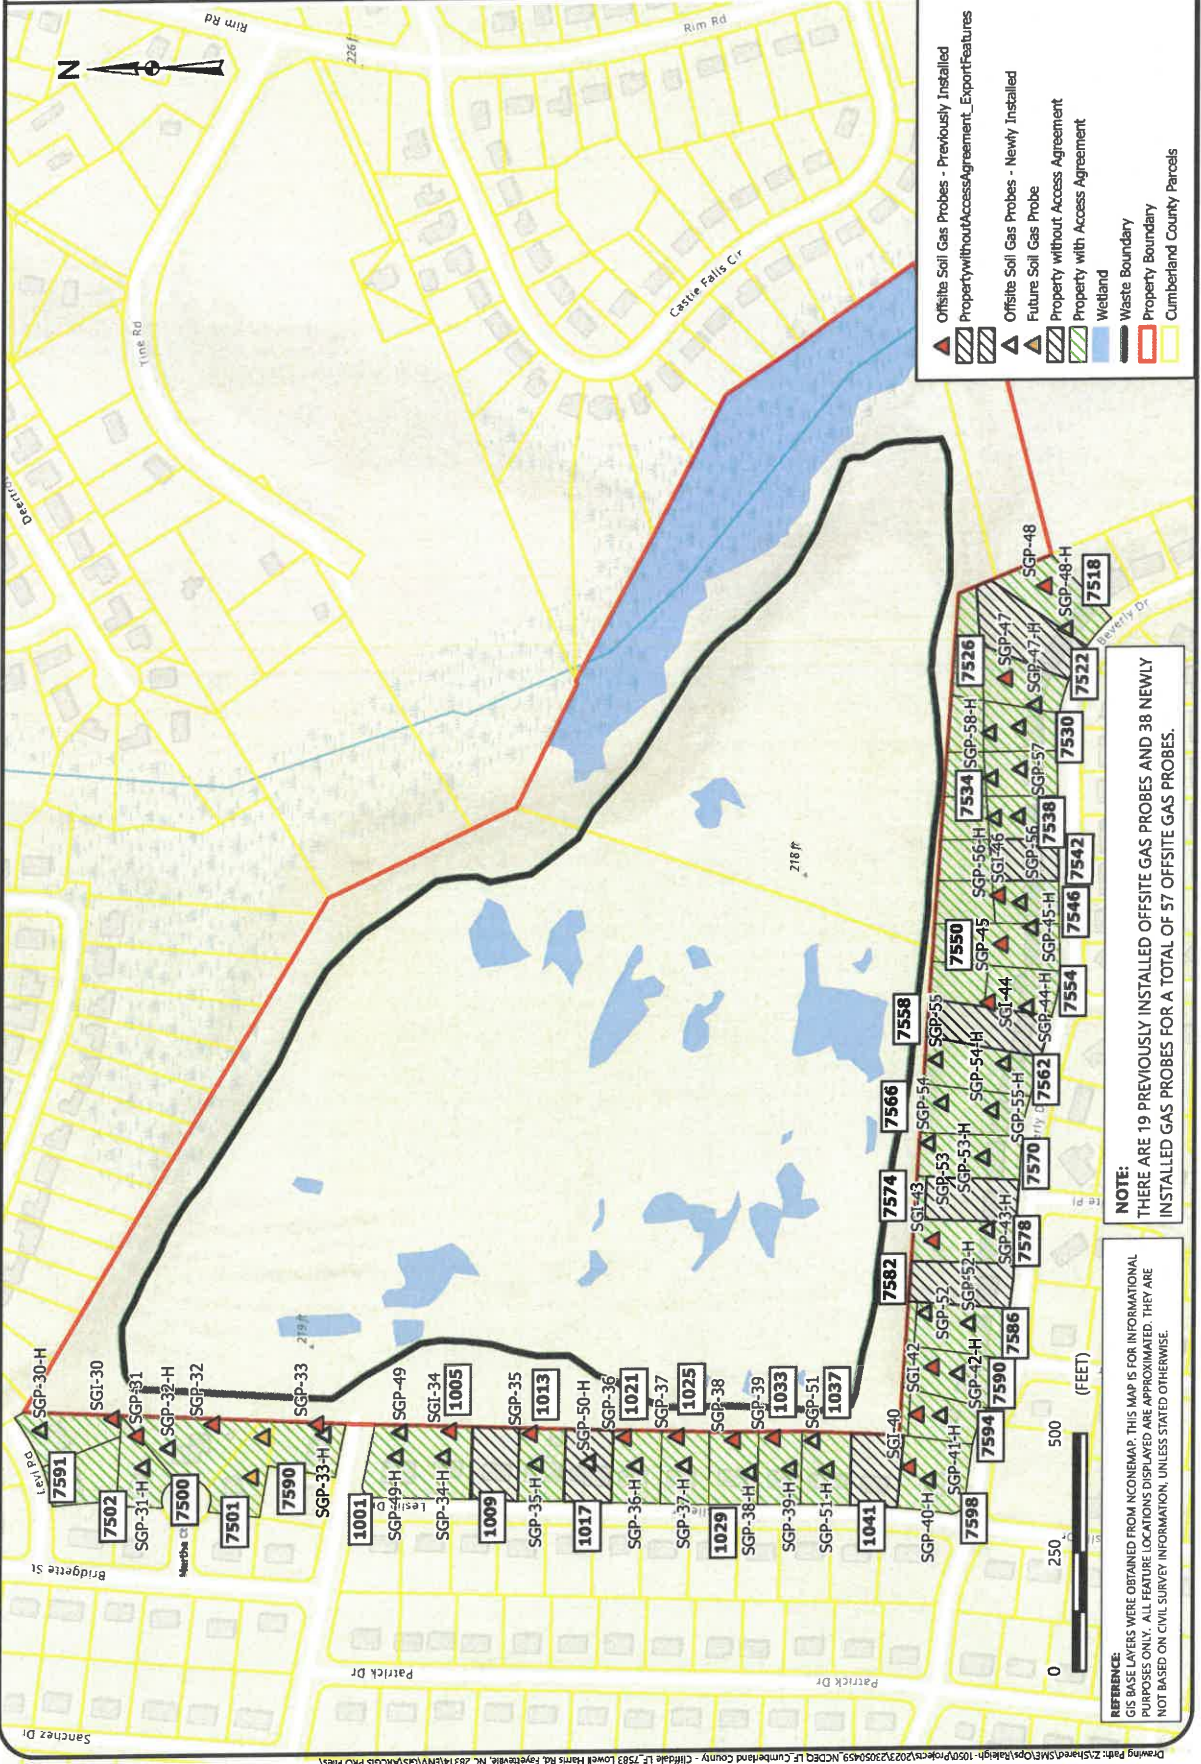 N
Rim Rd
226 ft
Rim Rd
Tine Rd
Castle Falls Cir
Levi Rd
Bridgette St
Martha Ct
Patrick Dr
Patrick Dr
Sanchez Dr
Beverly Dr
219 ft
218 ft
SGP-30-H
SGI-30
SGP-31
SGP-32-H
SGP-32
SGP-33
SGP-49
SGI-34
1005
SGP-35
1013
SGP-50-H
SGP-36
1021
SGP-37
1025
SGP-38
SGP-39
1033
SGP-51
1037
7591
7502
SGP-31-H
7500
7501
7590
SGP-33-H
1001
SGP-49-H
SGP-34-H
1009
SGP-35-H
1017
SGP-36-H
SGP-37-H
1029
SGP-38-H
SGP-39-H
SGP-51-H
1041
SGP-40-H
7598
SGI-40
SGP-41-H
7594
SGI-42
SGP-42-H
7590
SGP-52
SGP-52-H
7586
7582
SGI-43
SGP-43-H
7578
7574
SGP-53
SGP-53-H
7570
7566
SGP-54
SGP-54-H
SGP-55-H
7562
7558
SGP-55
SGI-44
SGP-44-H
7554
7550
SGP-45
SGP-45-H
7546
SGP-56-H
SGI-46
SGP-56
7542
7538
7534
SGP-58-H
SGP-57
7530
7526
SGP-47
SGP-47-H
7522
SGP-48
SGP-48-H
7518
Offsite Soil Gas Probes - Previously Installed
PropertywithoutAccessAgreement_ExportFeatures
Offsite Soil Gas Probes - Newly Installed
Future Soil Gas Probe
Property without Access Agreement
Property with Access Agreement
Wetland
Waste Boundary
Property Boundary
Cumberland County Parcels
0 250 500
(FEET)
REFERENCE:
GIS BASE LAYERS WERE OBTAINED FROM NCONEMAP. THIS MAP IS FOR INFORMATIONAL
PURPOSES ONLY. ALL FEATURE LOCATIONS DISPLAYED ARE APPROXIMATED. THEY ARE
NOT BASED ON CIVIL SURVEY INFORMATION, UNLESS STATED OTHERWISE.
NOTE:
THERE ARE 19 PREVIOUSLY INSTALLED OFFSITE GAS PROBES AND 38 NEWLY
INSTALLED GAS PROBES FOR A TOTAL OF 57 OFFSITE GAS PROBES.